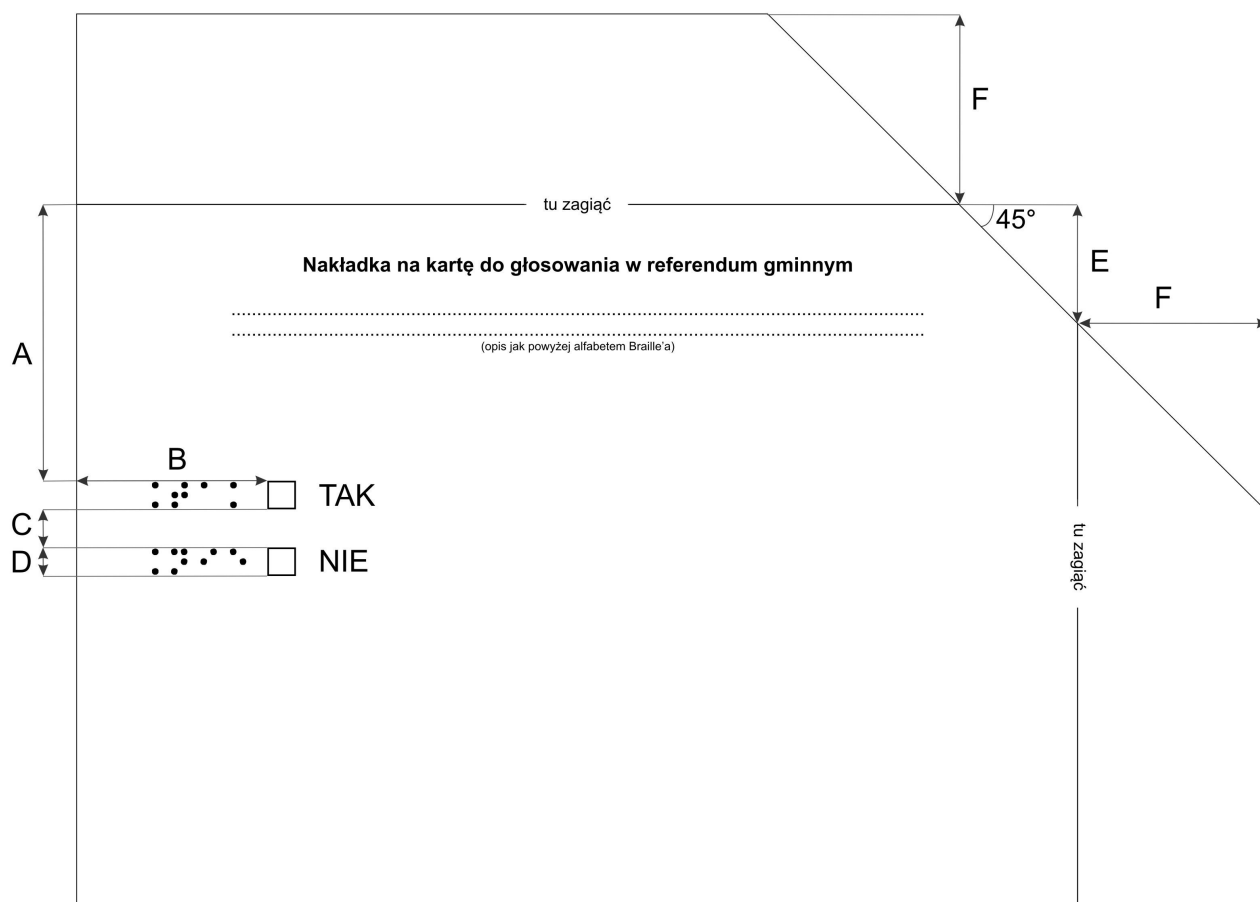 F
tu zagiąć
45°
Nakładka na kartę do głosowania w referendum gminnym
E
F
(opis jak powyżej alfabetem Braille'a)
A
B
TAK
C
D
NIE
tu zagiąć